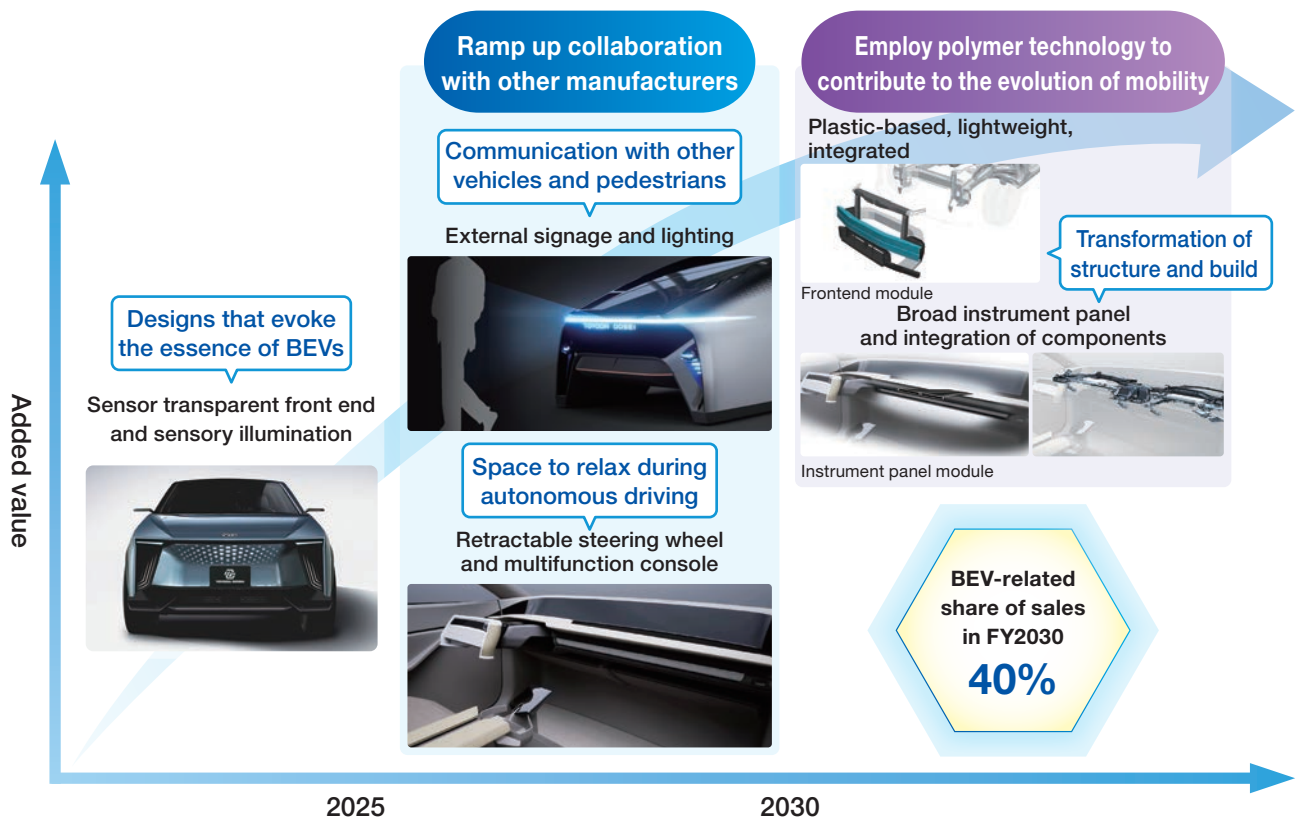 Ramp up collaboration
with other manufacturers
Employ polymer technology to
contribute to the evolution of mobility
Communication with other
vehicles and pedestrians
External signage and lighting
Plastic-based, lightweight,
integrated
Frontend module
Transformation of
structure and build
Broad instrument panel
and integration of components
Instrument panel module
Designs that evoke
the essence of BEVs
Sensor transparent front end
and sensory illumination
Space to relax during
autonomous driving
Retractable steering wheel
and multifunction console
BEV-related
share of sales
in FY2030
40%
Added value
2025
2030